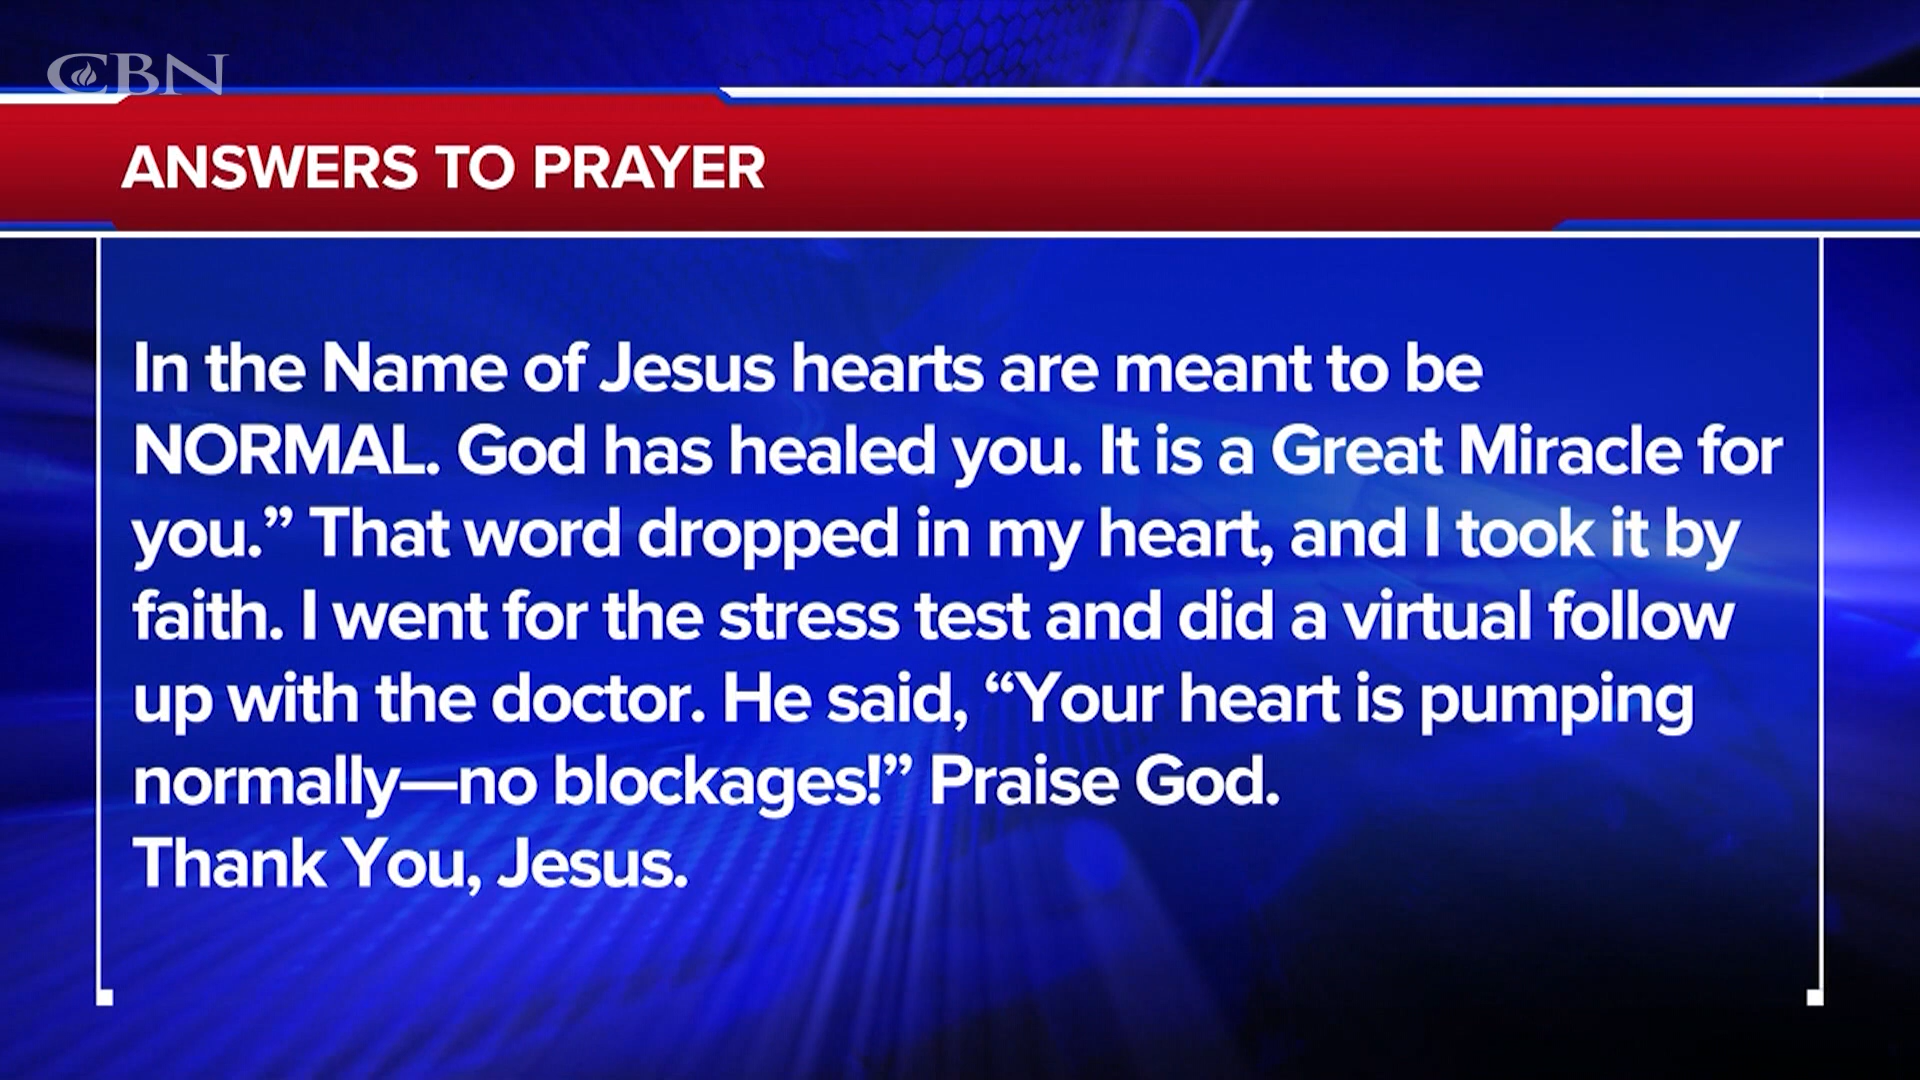 CBN
ANSWERS TO PRAYER
In the Name of Jesus hearts are meant to be
NORMAL. God has healed you. It is a Great Miracle for
you.” That word dropped in my heart, and I took it by
faith. I went for the stress test and did a virtual follow
up with the doctor. He said, “Your heart is pumping
normally—no blockages!” Praise God.
Thank You, Jesus.